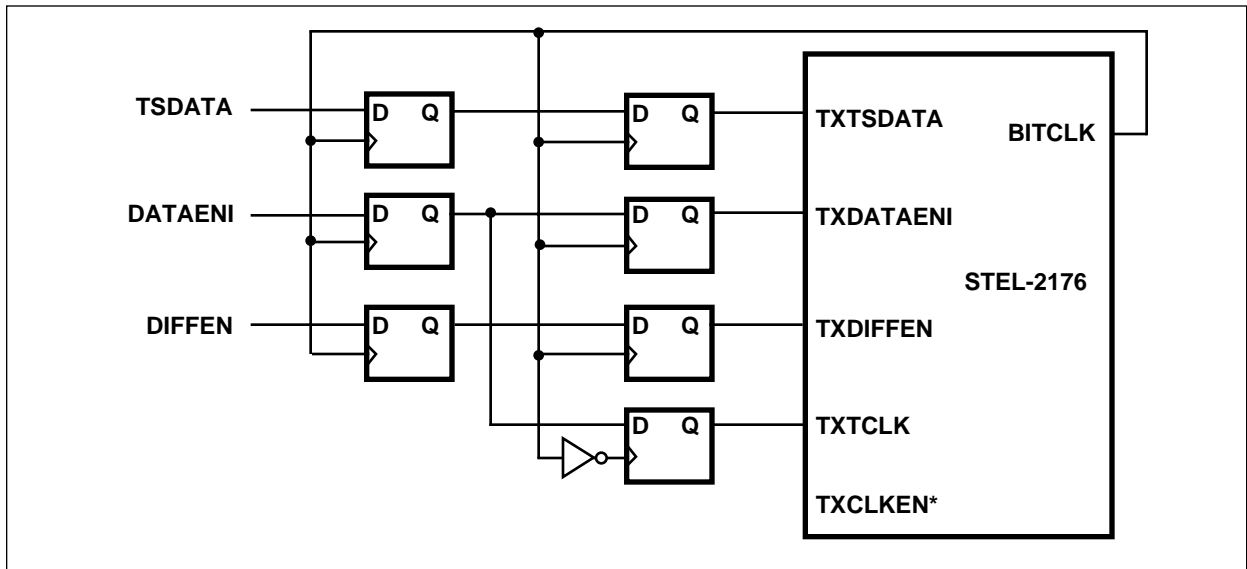 TSDATA
D Q
D Q
TXTSDATA
BITCLK
DATAENI
D Q
D Q
TXDATAENI
STEL-2176
DIFFEN
D Q
D Q
TXDIFFEN
D Q
TXTCLK
TXCLKEN*